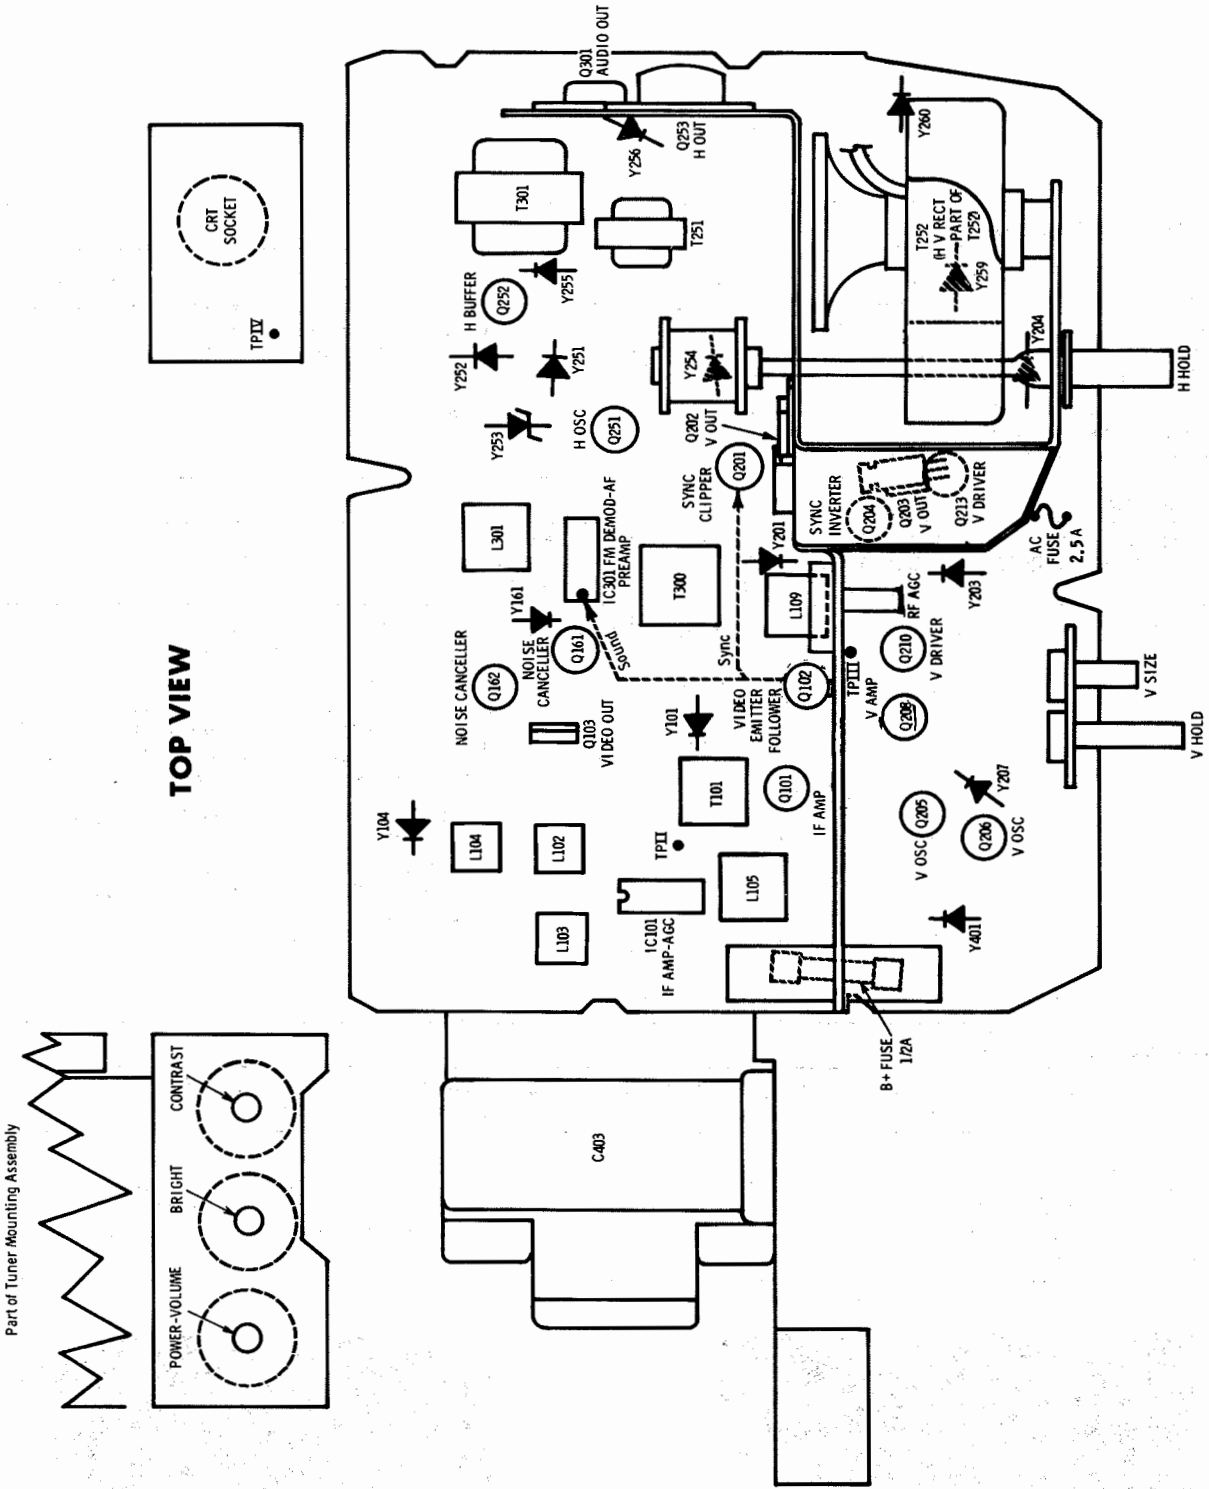 Part of Tuner Mounting Assembly
POWER-VOLUME
BRIGHT
CONTRAST
TOP VIEW
CRT
SOCKET
TPIV
Y104
L104
L102
L103
IC101
IF AMP-AGC
TPII
L105
T101
Y101
Q101
IF AMP
NOISE CANCELLER
Q162
NOISE
CANCELLER
Q161
Y161
Q103
VIDEO OUT
Sound
Sync
VIDEO
EMITTER
FOLLOWER
Q102
L301
IC301 FM DEMOD-AF
PREAMP
T300
L109
Y201
SYNC
CLIPPER
Q201
Q202
V OUT
Y253
H OSC
Q251
Y252
Y251
H BUFFER
Q252
Y255
Y254
T301
T251
Y256
Q253
H OUT
Q301
AUDIO OUT
Y260
T252
(H V RECT
PART OF
T252)
Y259
Y204
H HOLD
SYNC
INVERTER
Q204
Q203
V OUT
Q213
V DRIVER
AC
FUSE
2.5 A
RF AGC
Y203
TPIII
Q210
V DRIVER
V AMP
Q208
V SIZE
V HOLD
Y207
Q205
V OSC
Q206
V OSC
Y401
B+ FUSE
1/2A
C403